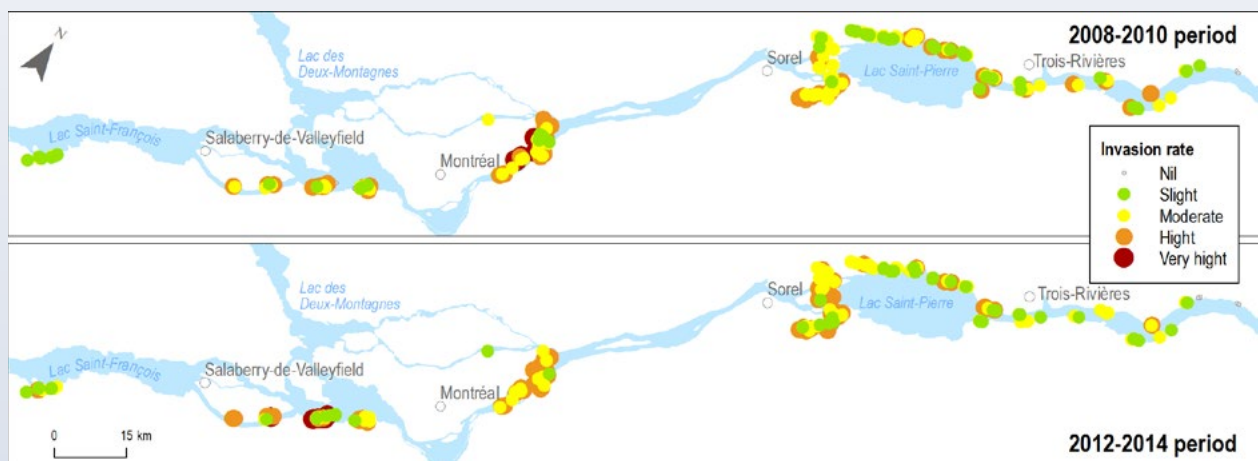 N
2008-2010 period
Lac des
Deux-Montagnes
Sorel
Lac Saint-Pierre
Trois-Rivières
Lac Saint-François
Salaberry-de-Valleyfield
Montréal
Invasion rate
Nil
Slight
Moderate
Hight
Very hight
Lac des
Deux-Montagnes
Sorel
Lac Saint-Pierre
Trois-Rivières
Lac Saint-François
Salaberry-de-Valleyfield
Montréal
0 15 km
2012-2014 period